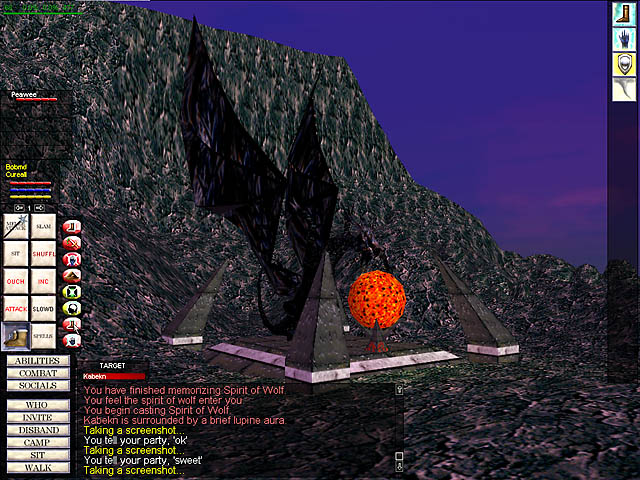 Peawee
Bobmd
Cureall
1
MELEE ATTACK
SLAM
SIT
SHUFFL
OUCH
INC
ATTACK
SLOWD
SPELLS
ABILITIES
COMBAT
SOCIALS
WHO
INVITE
DISBAND
CAMP
SIT
WALK
TARGET
Kabekn
You have finished memorizing Spirit of Wolf.
You feel the spirit of wolf enter you.
You begin casting Spirit of Wolf.
Kabekn is surrounded by a brief lupine aura.
Taking a screenshot...
You tell your party, 'ok'
Taking a screenshot...
You tell your party, 'sweet'
Taking a screenshot...